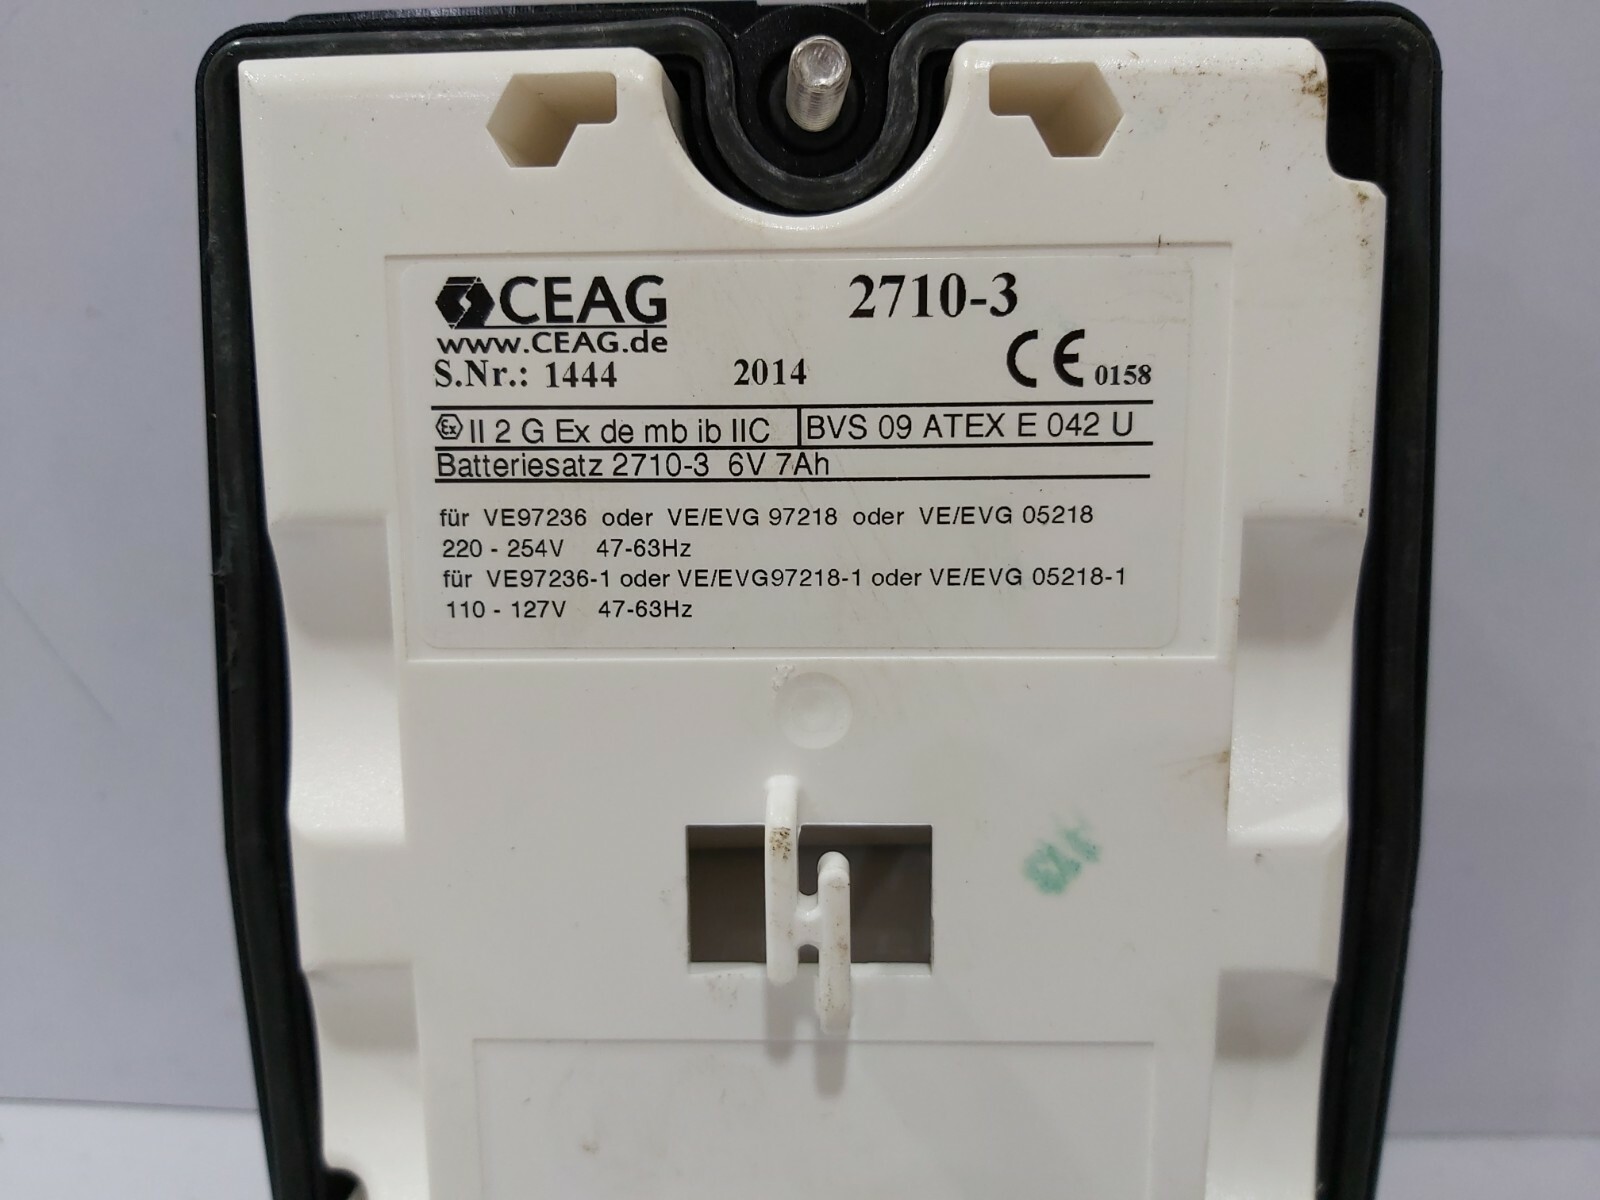 CEAG 2710-3
www.CEAG.de
S.Nr.: 1444 2014 CE 0158
Ex II 2 G Ex de mb ib IIC BVS 09 ATEX E 042 U
Batteriesatz 2710-3 6V 7Ah
für VE97236 oder VE/EVG 97218 oder VE/EVG 05218
220 - 254V 47-63Hz
für VE97236-1 oder VE/EVG97218-1 oder VE/EVG 05218-1
110 - 127V 47-63Hz